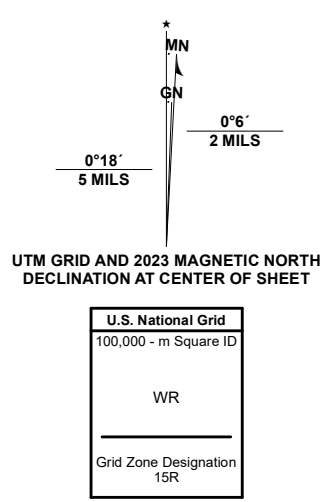 MN
GN
0°6´
2 MILS
0°18´
5 MILS
UTM GRID AND 2023 MAGNETIC NORTH
DECLINATION AT CENTER OF SHEET
U.S. National Grid
100,000 - m Square ID
WR
Grid Zone Designation
15R